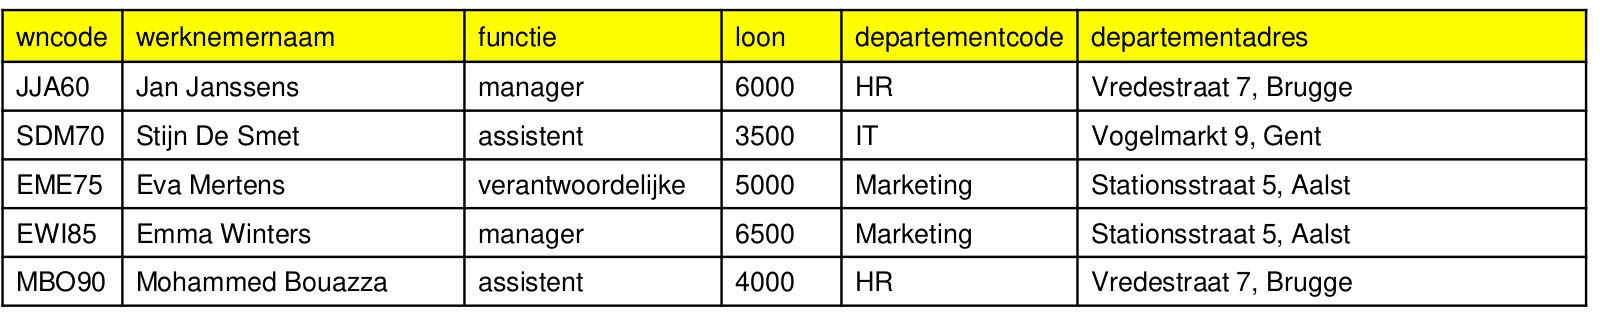 wncode werknemernaam functie loon departementcode departementadres
JJA60 Jan Janssens manager 6000 HR Vredestraat 7, Brugge
SDM70 Stijn De Smet assistent 3500 IT Vogelmarkt 9, Gent
EME75 Eva Mertens verantwoordelijke 5000 Marketing Stationsstraat 5, Aalst
EWI85 Emma Winters manager 6500 Marketing Stationsstraat 5, Aalst
MBO90 Mohammed Bouazza assistent 4000 HR Vredestraat 7, Brugge